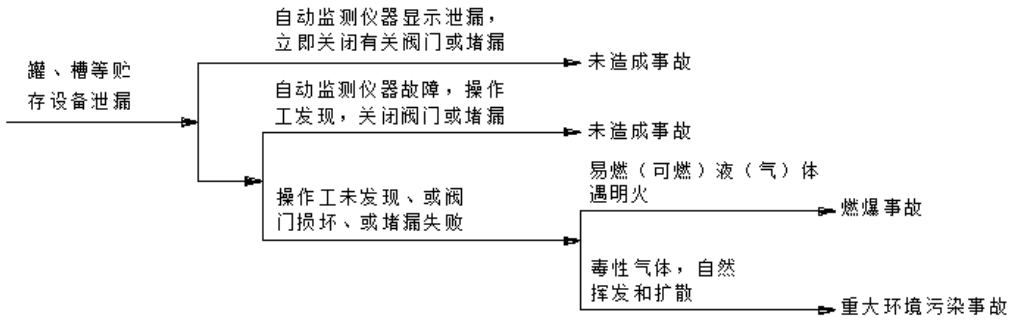 自动监测仪器显示泄漏，
立即关闭有关阀门或堵漏
未造成事故
罐、槽等贮
存设备泄漏
自动监测仪器故障，操作
工发现，关闭阀门或堵漏
未造成事故
易燃（可燃）液（气）体
遇明火
操作工未发现、或阀
门损坏、或堵漏失败
燃爆事故
毒性气体，自然
挥发和扩散
重大环境污染事故